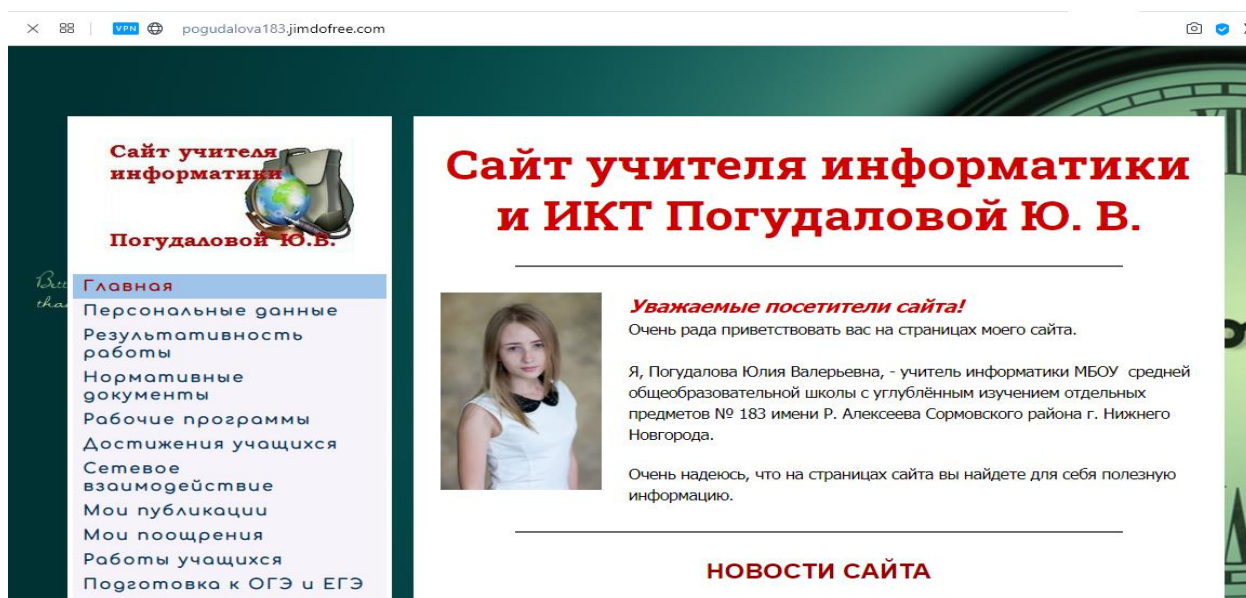 VPN
pogudalova183.jimdofree.com
Сайт учителя
информатики
Погудаловой Ю.В.
Главная
Персональные данные
Результативность
работы
Нормативные
документы
Рабочие программы
Достижения учащихся
Сетевое
взаимодействие
Мои публикации
Мои поощрения
Работы учащихся
Подготовка к ОГЭ и ЕГЭ
Сайт учителя информатики
и ИКТ Погудаловой Ю. В.
Уважаемые посетители сайта!
Очень рада приветствовать вас на страницах моего сайта.
Я, Погудалова Юлия Валерьевна, - учитель информатики МБОУ средней
общеобразовательной школы с углублённым изучением отдельных
предметов № 183 имени Р. Алексеева Сормовского района г. Нижнего
Новгорода.
Очень надеюсь, что на страницах сайта вы найдете для себя полезную
информацию.
НОВОСТИ САЙТА